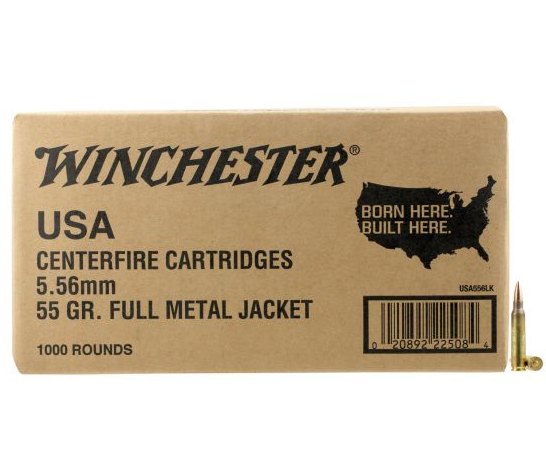 WINCHESTER®
USA
CENTERFIRE CARTRIDGES
5.56mm
55 GR. FULL METAL JACKET
1000 ROUNDS
BORN HERE.
BUILT HERE.
USA556LK
0 20892 22508 4